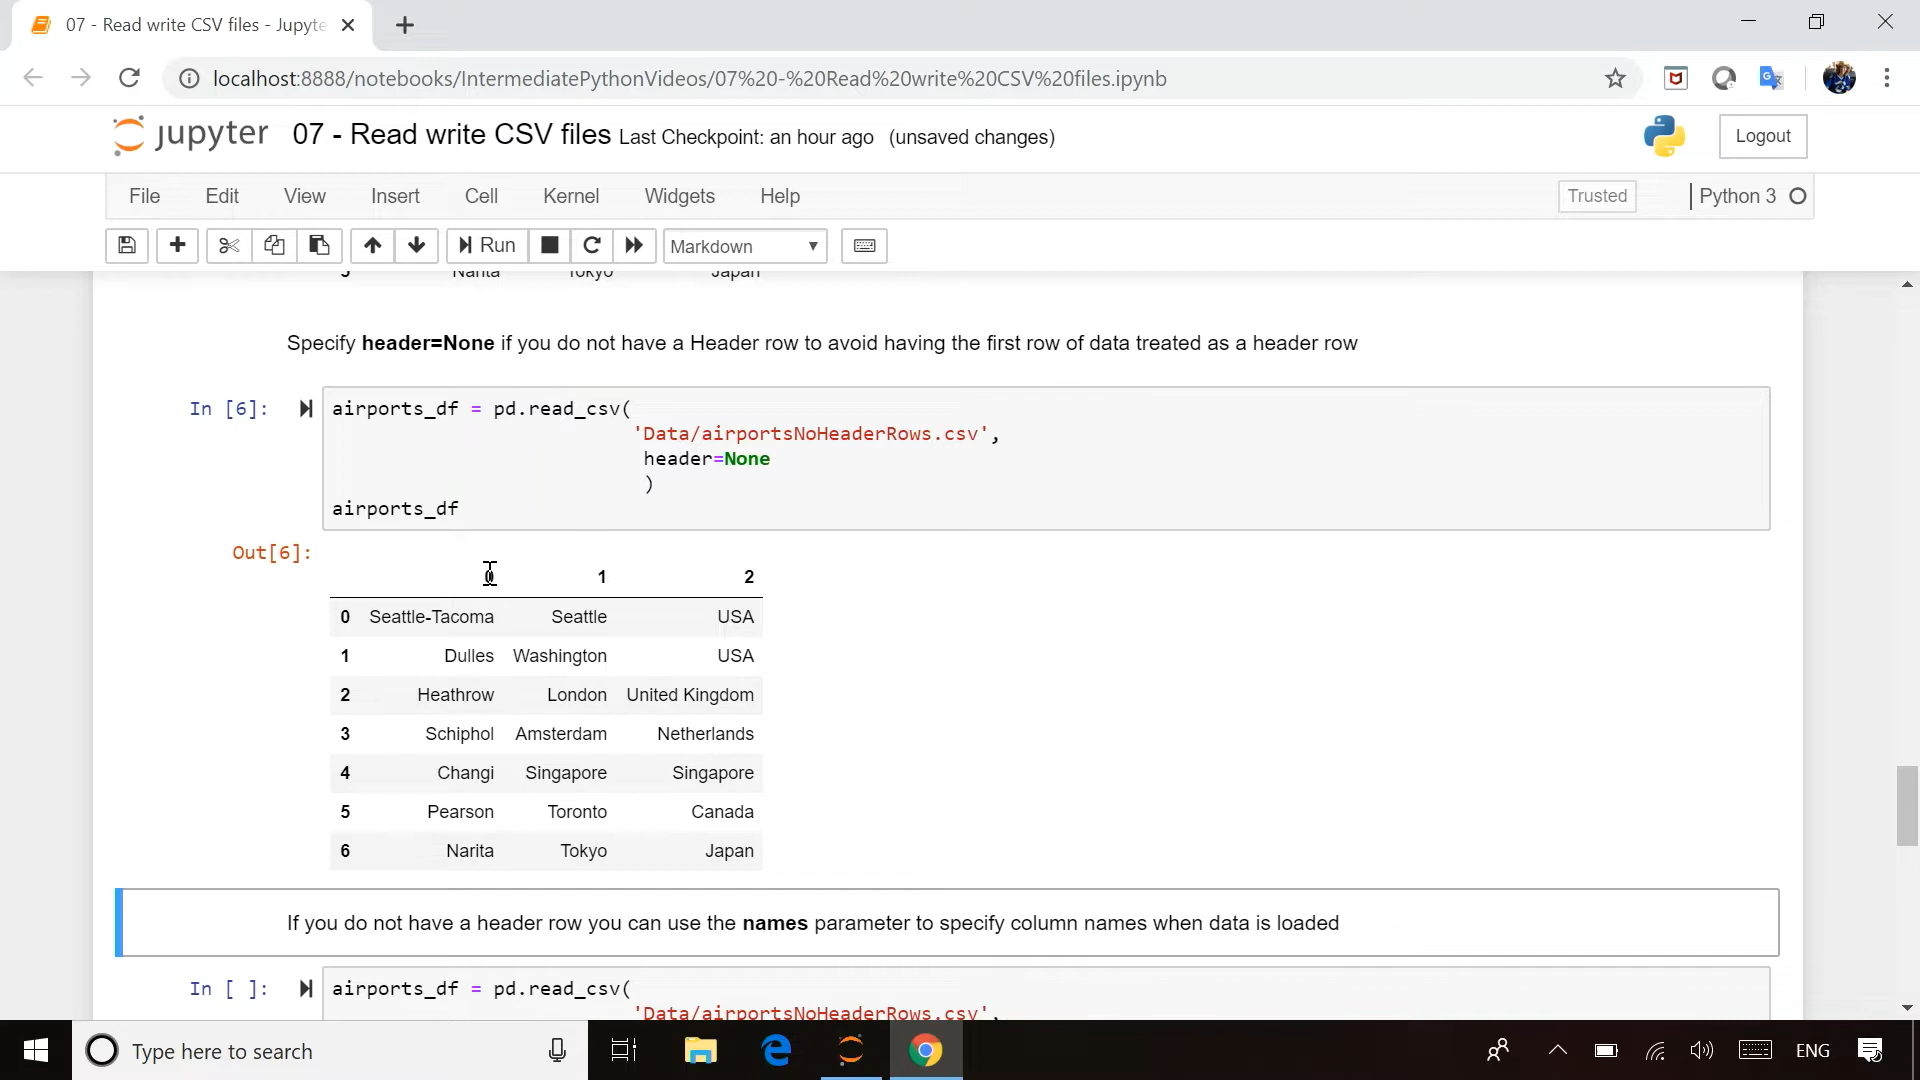 07 - Read write CSV files - Jupyte
localhost:8888/notebooks/IntermediatePythonVideos/07%20-%20Read%20write%20CSV%20files.ipynb
jupyter 07 - Read write CSV files Last Checkpoint: an hour ago (unsaved changes)
Logout
File Edit View Insert Cell Kernel Widgets Help
Trusted Python 3
Run Markdown
5 Narita Tokyo Japan
Specify header=None if you do not have a Header row to avoid having the first row of data treated as a header row
In [6]: airports_df = pd.read_csv(
'Data/airportsNoHeaderRows.csv',
header=None
)
airports_df
Out[6]:
0 1 2
0 Seattle-Tacoma Seattle USA
1 Dulles Washington USA
2 Heathrow London United Kingdom
3 Schiphol Amsterdam Netherlands
4 Changi Singapore Singapore
5 Pearson Toronto Canada
6 Narita Tokyo Japan
If you do not have a header row you can use the names parameter to specify column names when data is loaded
In [ ]: airports_df = pd.read_csv(
'Data/airportsNoHeaderRows.csv',
Type here to search
ENG